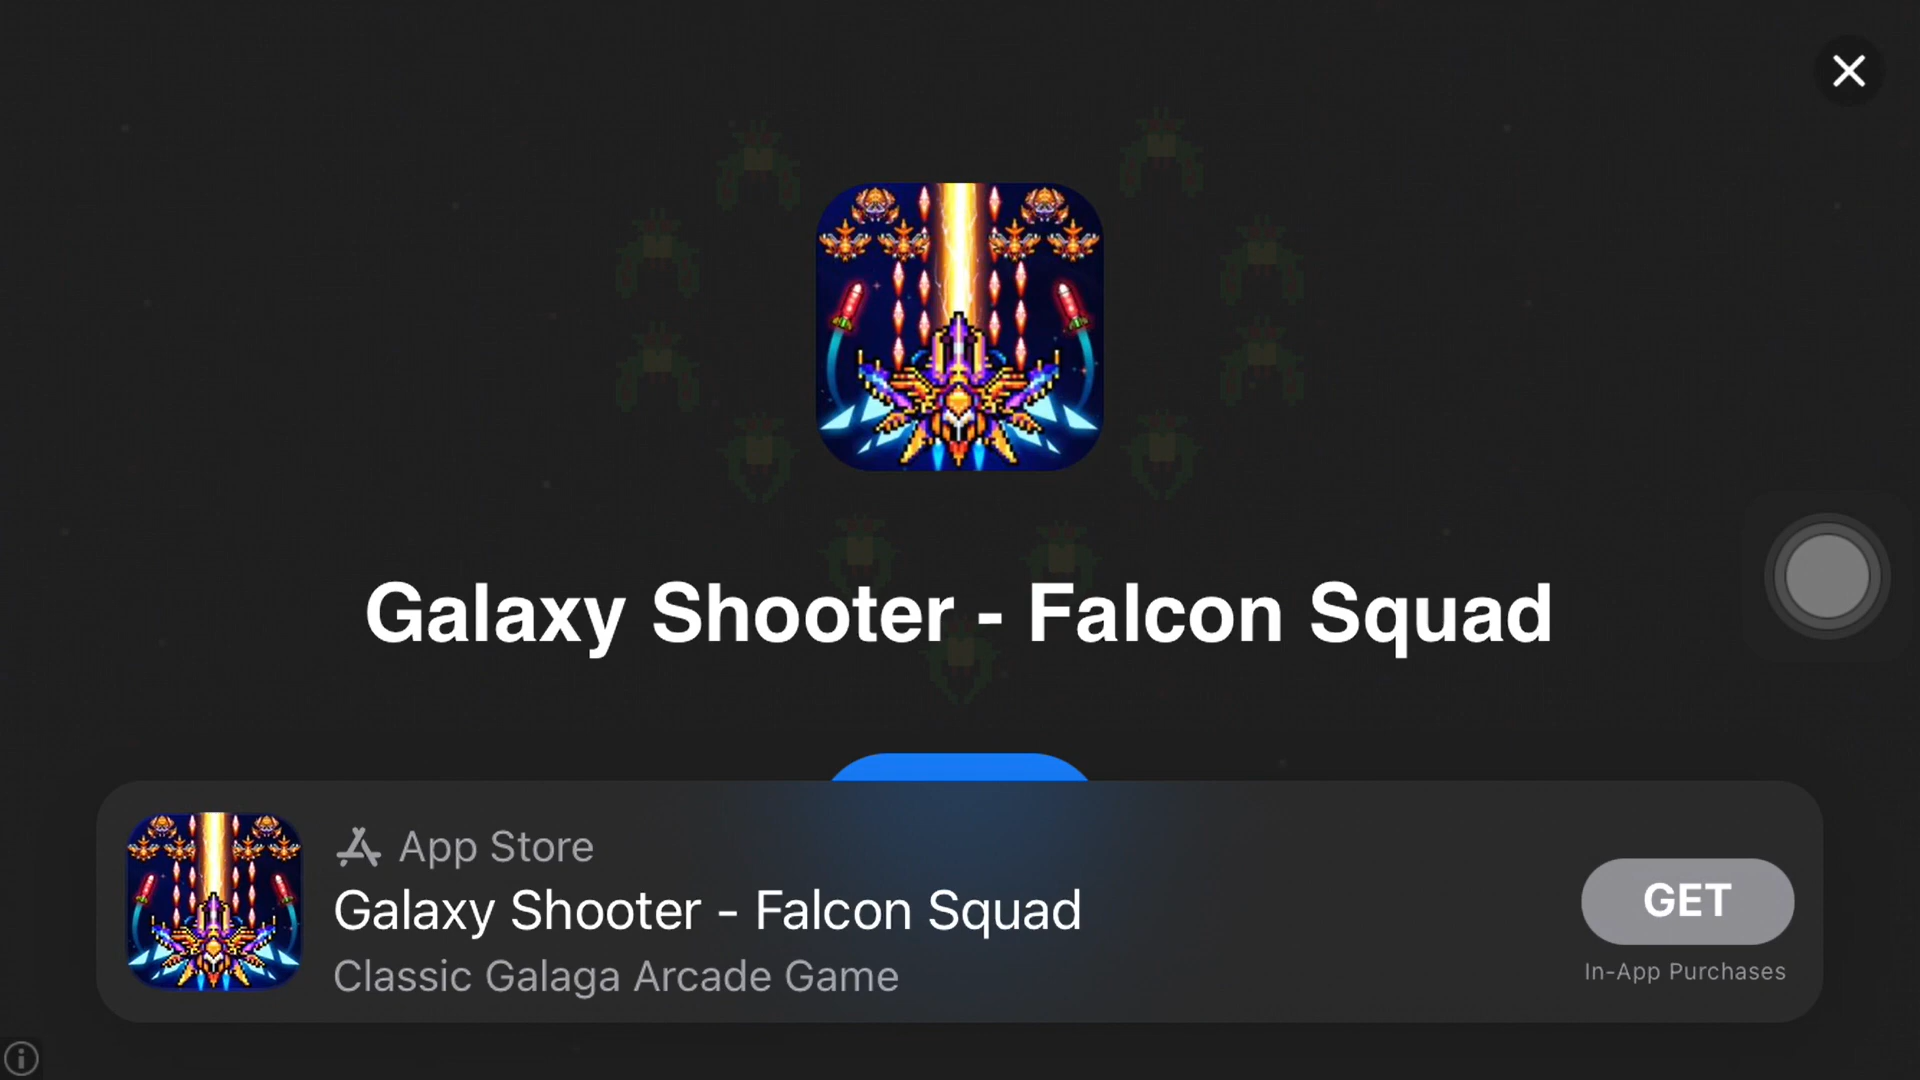 Galaxy Shooter - Falcon Squad
App Store
Galaxy Shooter - Falcon Squad
Classic Galaga Arcade Game
GET
In-App Purchases